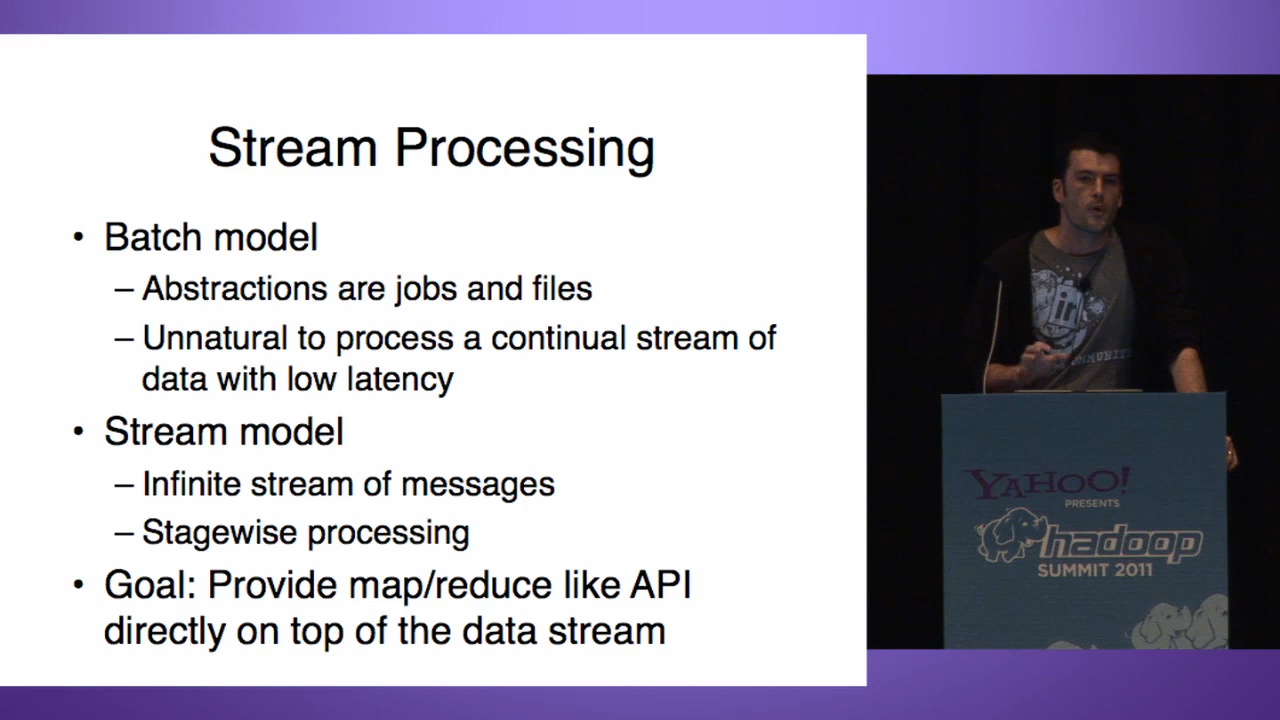 Stream Processing
• Batch model
– Abstractions are jobs and files
– Unnatural to process a continual stream of
data with low latency
• Stream model
– Infinite stream of messages
– Stagewise processing
• Goal: Provide map/reduce like API
directly on top of the data stream
ir
MMUNIT
YAHOO!
PRESENTS
hadoop
SUMMIT 2011